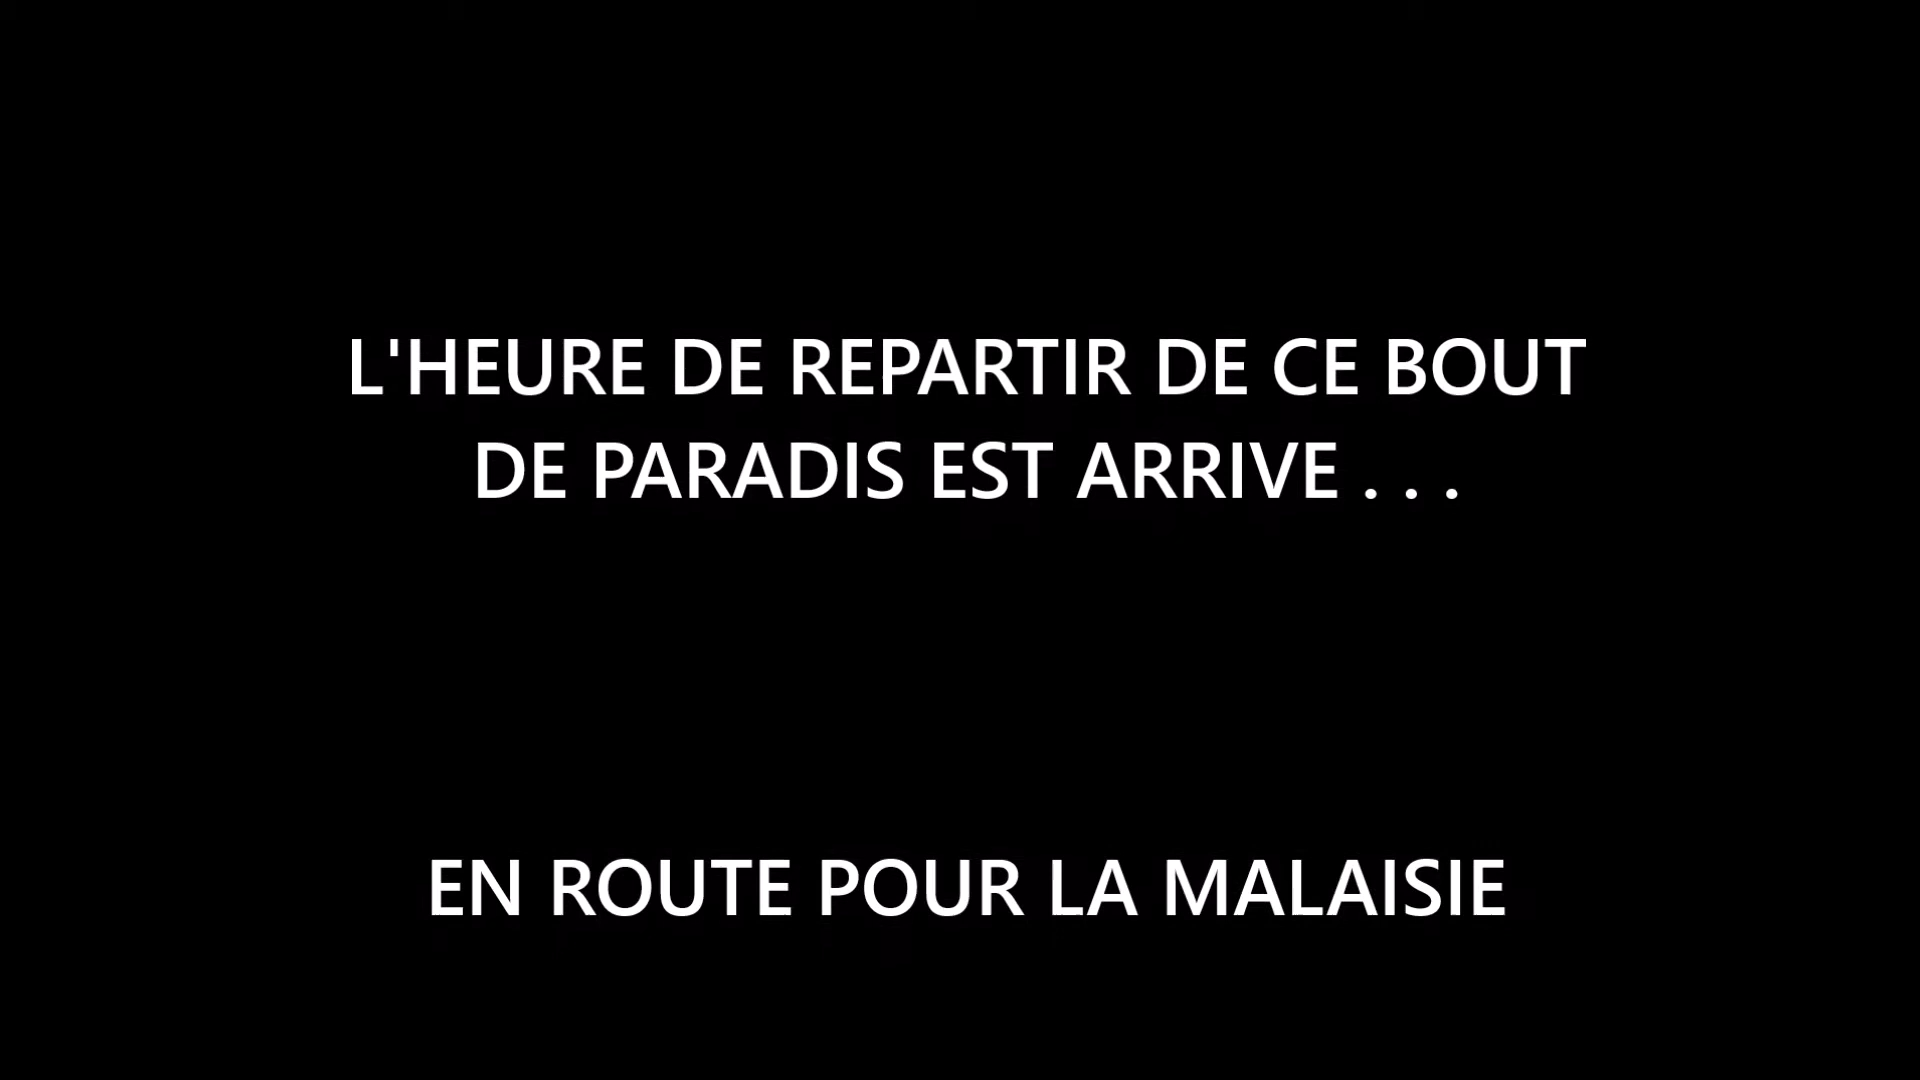 L'HEURE DE REPARTIR DE CE BOUT
DE PARADIS EST ARRIVE . . .
EN ROUTE POUR LA MALAISIE